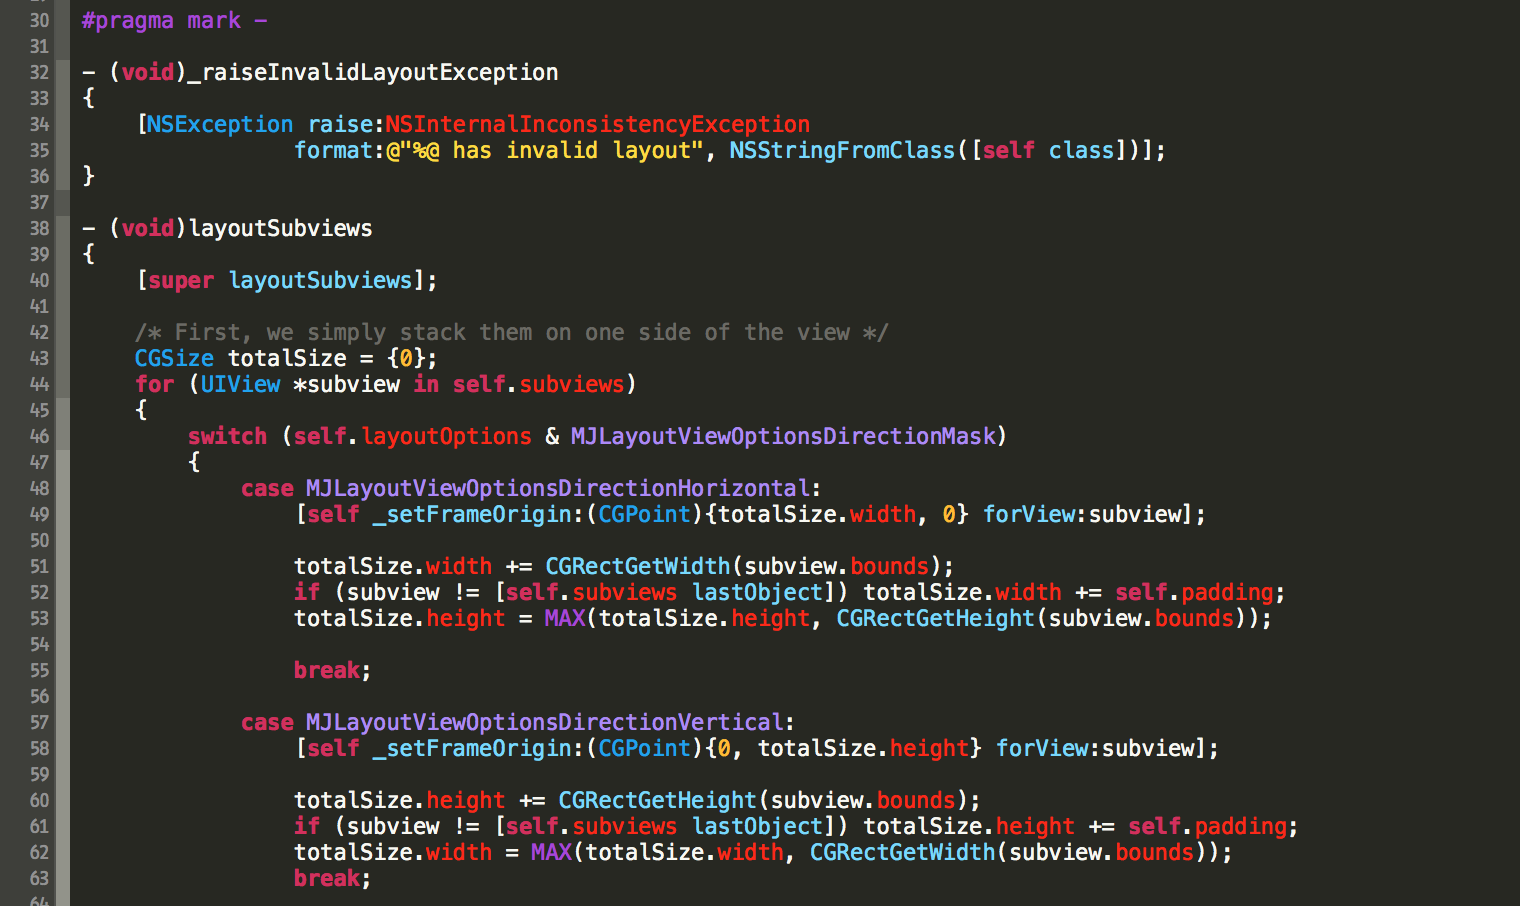 30 #pragma mark -
31
32 - (void)_raiseInvalidLayoutException
33 {
34     [NSException raise:NSInternalInconsistencyException
35                 format:@"%@ has invalid layout", NSStringFromClass([self class])];
36 }
37
38 - (void)layoutSubviews
39 {
40     [super layoutSubviews];
41
42     /* First, we simply stack them on one side of the view */
43     CGSize totalSize = {0};
44     for (UIView *subview in self.subviews)
45     {
46         switch (self.layoutOptions & MJLayoutViewOptionsDirectionMask)
47         {
48             case MJLayoutViewOptionsDirectionHorizontal:
49                 [self _setFrameOrigin:(CGPoint){totalSize.width, 0} forView:subview];
50
51                 totalSize.width += CGRectGetWidth(subview.bounds);
52                 if (subview != [self.subviews lastObject]) totalSize.width += self.padding;
53                 totalSize.height = MAX(totalSize.height, CGRectGetHeight(subview.bounds));
54
55                 break;
56
57             case MJLayoutViewOptionsDirectionVertical:
58                 [self _setFrameOrigin:(CGPoint){0, totalSize.height} forView:subview];
59
60                 totalSize.height += CGRectGetHeight(subview.bounds);
61                 if (subview != [self.subviews lastObject]) totalSize.height += self.padding;
62                 totalSize.width = MAX(totalSize.width, CGRectGetWidth(subview.bounds));
63                 break;
64